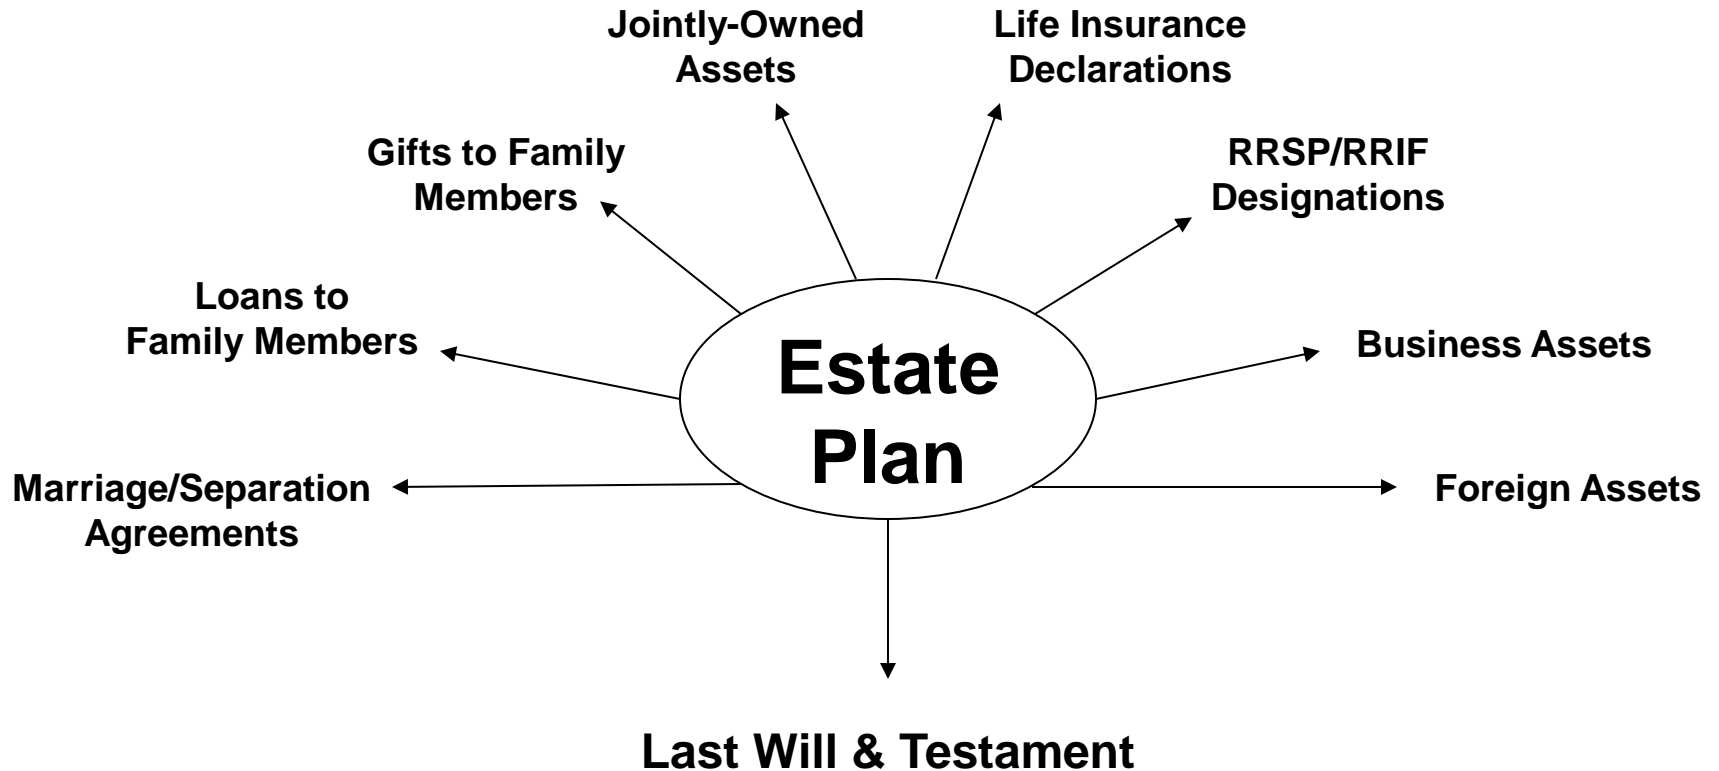 Jointly-Owned
Assets
Life Insurance
Declarations
Gifts to Family
Members
RRSP/RRIF
Designations
Loans to
Family Members
Business Assets
Estate
Plan
Marriage/Separation
Agreements
Foreign Assets
Last Will & Testament